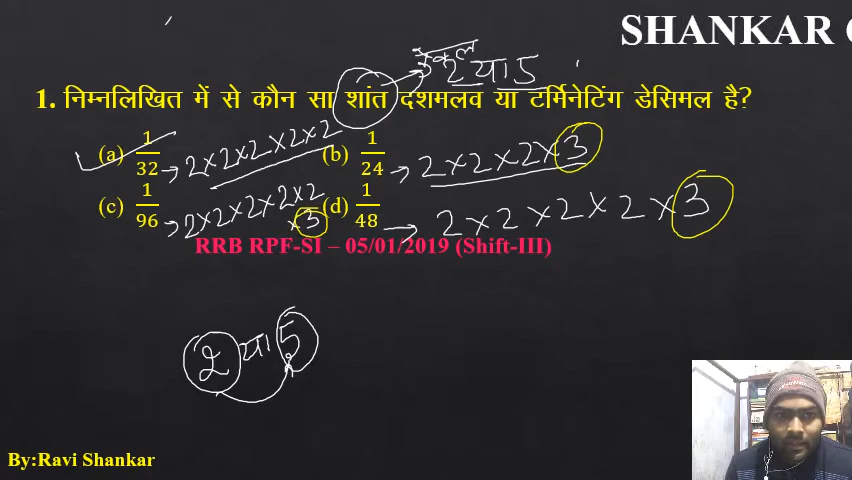 SHANKAR
केवल 2 या 5
1. निम्नलिखित में से कौन सा शांत दशमलव या टर्मिनेटिंग डेसिमल है?
(a) 1/32 → 2×2×2×2×2 (b) 1/24 → 2×2×2×3
(c) 1/96 → 2×2×2×2×2×3 (d) 1/48 → 2×2×2×2×3
RRB RPF-SI – 05/01/2019 (Shift-III)
2 या 5
By:Ravi Shankar